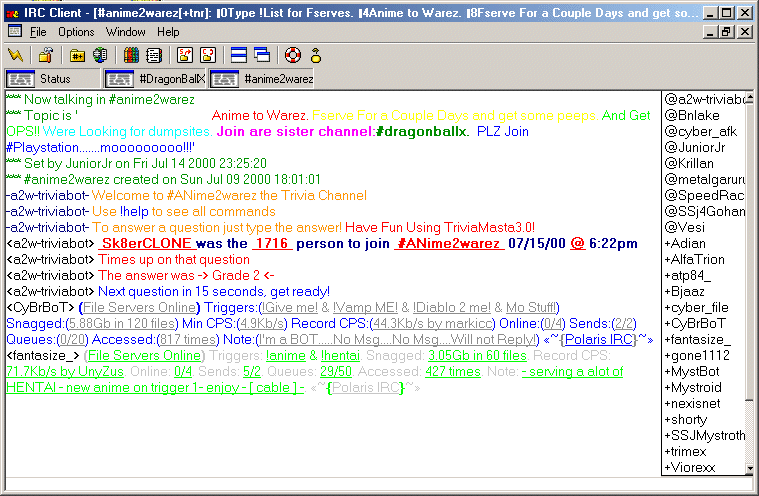 IRC Client - [#anime2warez[+tnr]: 0Type !List for Fserves. 4Anime to Warez. 8Fserve For a Couple Days and get so...
File Options Window Help
Status #DragonBallX #anime2warez
*** Now talking in #anime2warez
*** Topic is ' Anime to Warez. Fserve For a Couple Days and get some peeps. And Get
OPS!! Were Looking for dumpsites. Join are sister channel:#dragonballx. PLZ Join
#Playstation.......mooooooooo!!!'
*** Set by JuniorJr on Fri Jul 14 2000 23:25:20
*** #anime2warez created on Sun Jul 09 2000 18:01:01
-a2w-triviabot- Welcome to #ANime2warez the Trivia Channel
-a2w-triviabot- Use !help to see all commands
-a2w-triviabot- To answer a question just type the answer! Have Fun Using TriviaMasta3.0!
<a2w-triviabot> Sk8erCLONE was the 1716 person to join #ANime2warez 07/15/00 @ 6:22pm
<a2w-triviabot> Times up on that question
<a2w-triviabot> The answer was -> Grade 2 <-
<a2w-triviabot> Next question in 15 seconds, get ready!
<CyBrBoT> (File Servers Online) Triggers:(!Give me! & !Vamp ME! & !Diablo 2 me! & Mo Stuff!)
Snagged:(5.88Gb in 120 files) Min CPS:(4.9Kb/s) Record CPS:(44.3Kb/s by markicc) Online:(0/4) Sends:(2/2)
Queues:(0/20) Accessed:(817 times) Note:(I'm a BOT.....No Msg....No Msg....Will not Reply!) «~{Polaris IRC}~»
<fantasize_> (File Servers Online) Triggers: !anime & !hentai. Snagged: 3.05Gb in 60 files. Record CPS:
71.7Kb/s by UnyZus. Online: 0/4. Sends: 5/2. Queues: 29/50. Accessed: 427 times. Note: - serving a alot of
HENTAI - new anime on trigger 1- enjoy - [ cable ] -. «~{Polaris IRC}~»
@a2w-triviabo
@Bnlake
@cyber_afk
@JuniorJr
@Krillan
@metalgaruru
@SpeedRac
@SSj4Gohan
@Vesi
+Adian
+AlfaTrion
+atp84_
+Bjaaz
+cyber_file
+CyBrBoT
+fantasize_
+gone1112
+MystBot
+Mystroid
+nexisnet
+shorty
+SSJMystroth
+trimex
+Viorexx